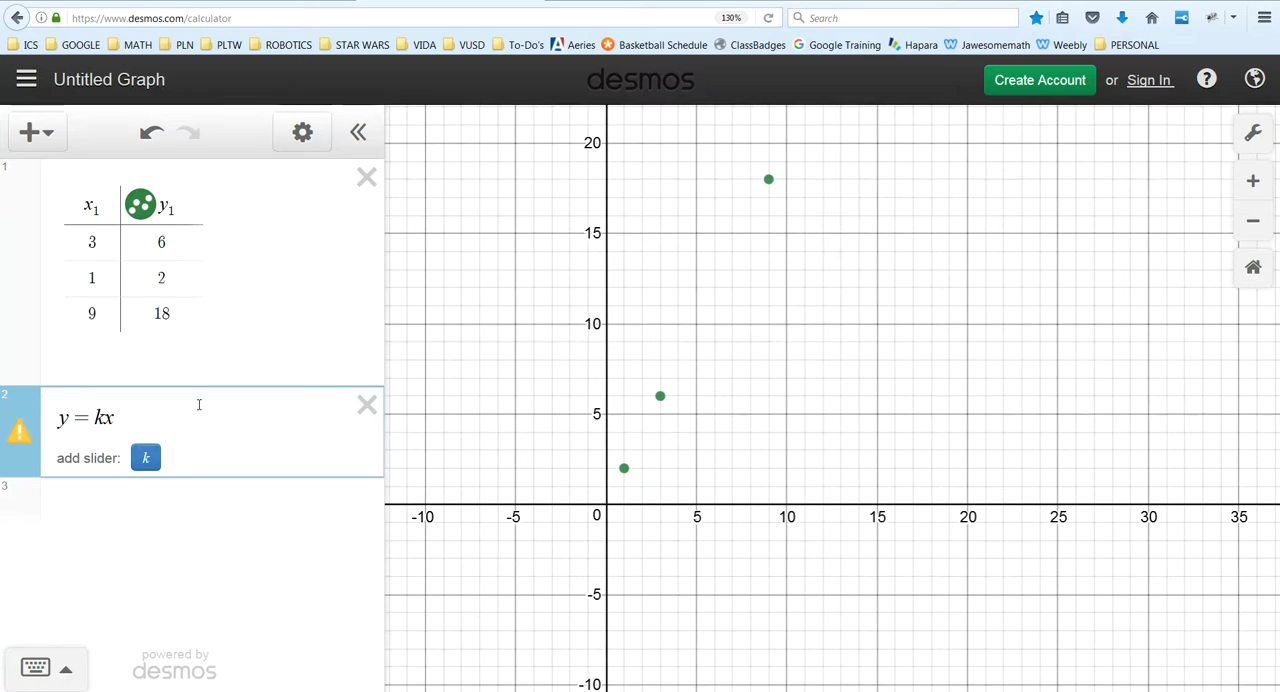 https://www.desmos.com/calculator
130%
Search
ICS GOOGLE MATH PLN PLTW ROBOTICS STAR WARS VIDA VUSD To-Do's Aeries Basketball Schedule ClassBadges Google Training Hapara Jawesomemath Weebly PERSONAL
Untitled Graph
desmos
Create Account or Sign In ?
1
x1 y1
3 6
1 2
9 18
2
y = kx
add slider: k
3
powered by
desmos
20
15
10
5
-10 -5 0 5 10 15 20 25 30 35
-5
-10